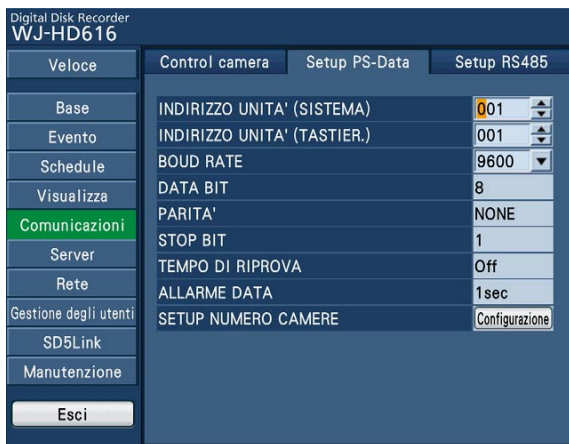 Digital Disk Recorder
WJ-HD616
Veloce
Base
Evento
Schedule
Visualizza
Comunicazioni
Server
Rete
Gestione degli utenti
SD5Link
Manutenzione
Esci
Control camera
Setup PS-Data
Setup RS485
INDIRIZZO UNITA' (SISTEMA) 001
INDIRIZZO UNITA' (TASTIER.) 001
BOUD RATE 9600
DATA BIT 8
PARITA' NONE
STOP BIT 1
TEMPO DI RIPROVA Off
ALLARME DATA 1sec
SETUP NUMERO CAMERE Configurazione